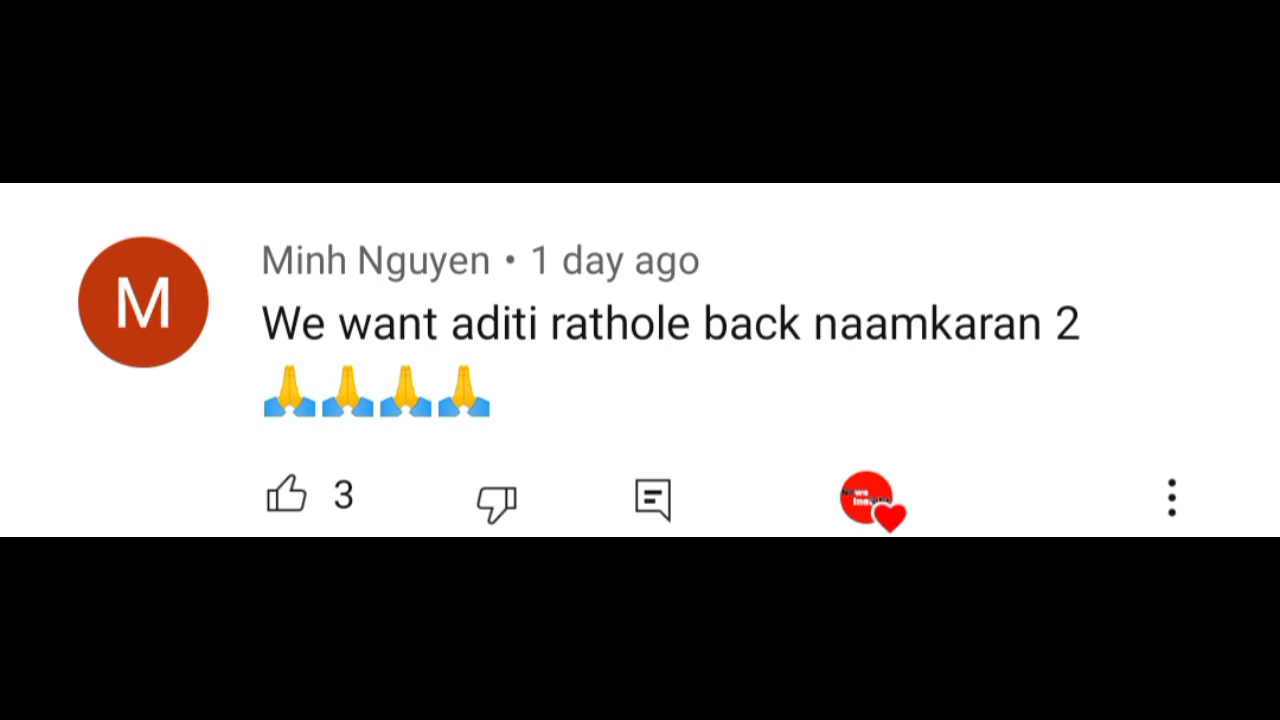 M
Minh Nguyen • 1 day ago
We want aditi rathole back naamkaran 2
🙏🙏🙏🙏
3